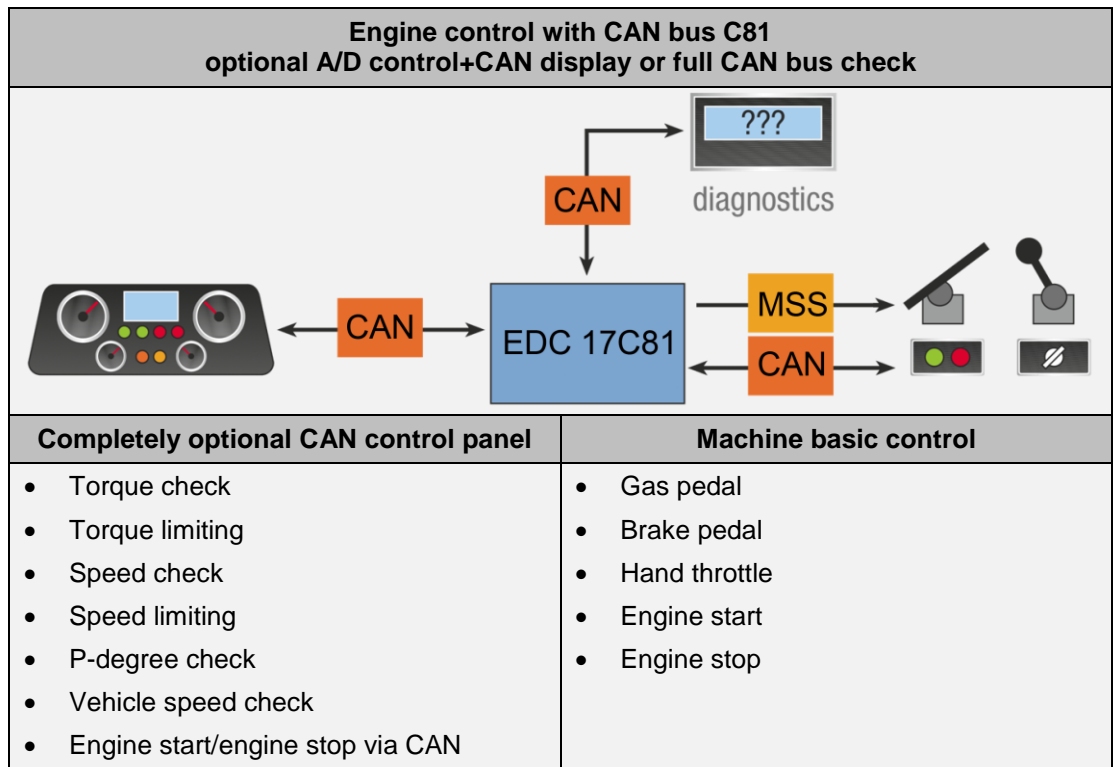 Engine control with CAN bus C81
optional A/D control+CAN display or full CAN bus check
???
CAN
diagnostics
CAN
EDC 17C81
MSS
CAN
Completely optional CAN control panel
Machine basic control
• Torque check
• Torque limiting
• Speed check
• Speed limiting
• P-degree check
• Vehicle speed check
• Engine start/engine stop via CAN
• Gas pedal
• Brake pedal
• Hand throttle
• Engine start
• Engine stop